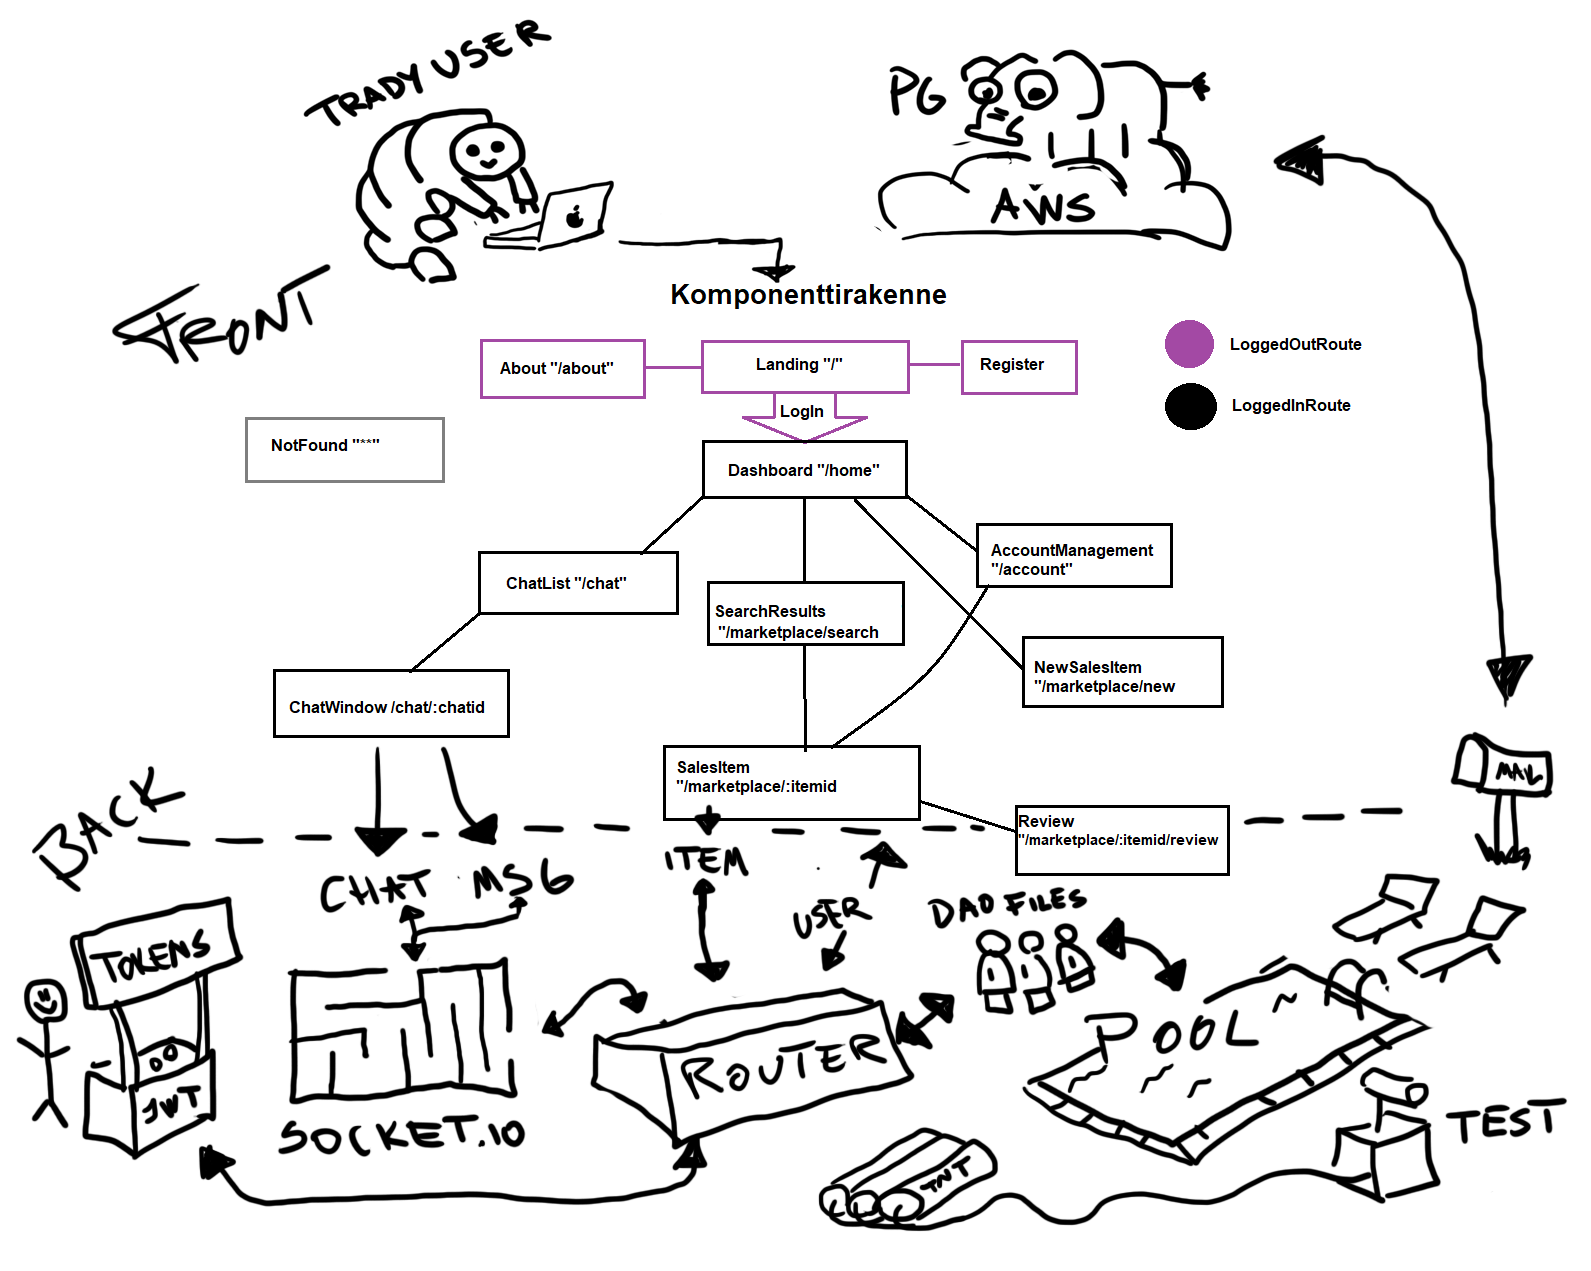 TRADY USER
PG
AWS
FRONT
Komponenttirakenne
About "/about"
Landing "/"
Register
LoggedOutRoute
LogIn
LoggedInRoute
NotFound "**"
Dashboard "/home"
ChatList "/chat"
SearchResults
"/marketplace/search
AccountManagement
"/account"
NewSalesItem
"/marketplace/new
ChatWindow /chat/:chatid
SalesItem
"/marketplace/:itemid
MAIL
BACK
Review
"/marketplace/:itemid/review
CHAT MSG
ITEM
USER
DAO FILES
TOKENS
JWT
SOCKET.IO
ROUTER
POOL
TEST
TNT